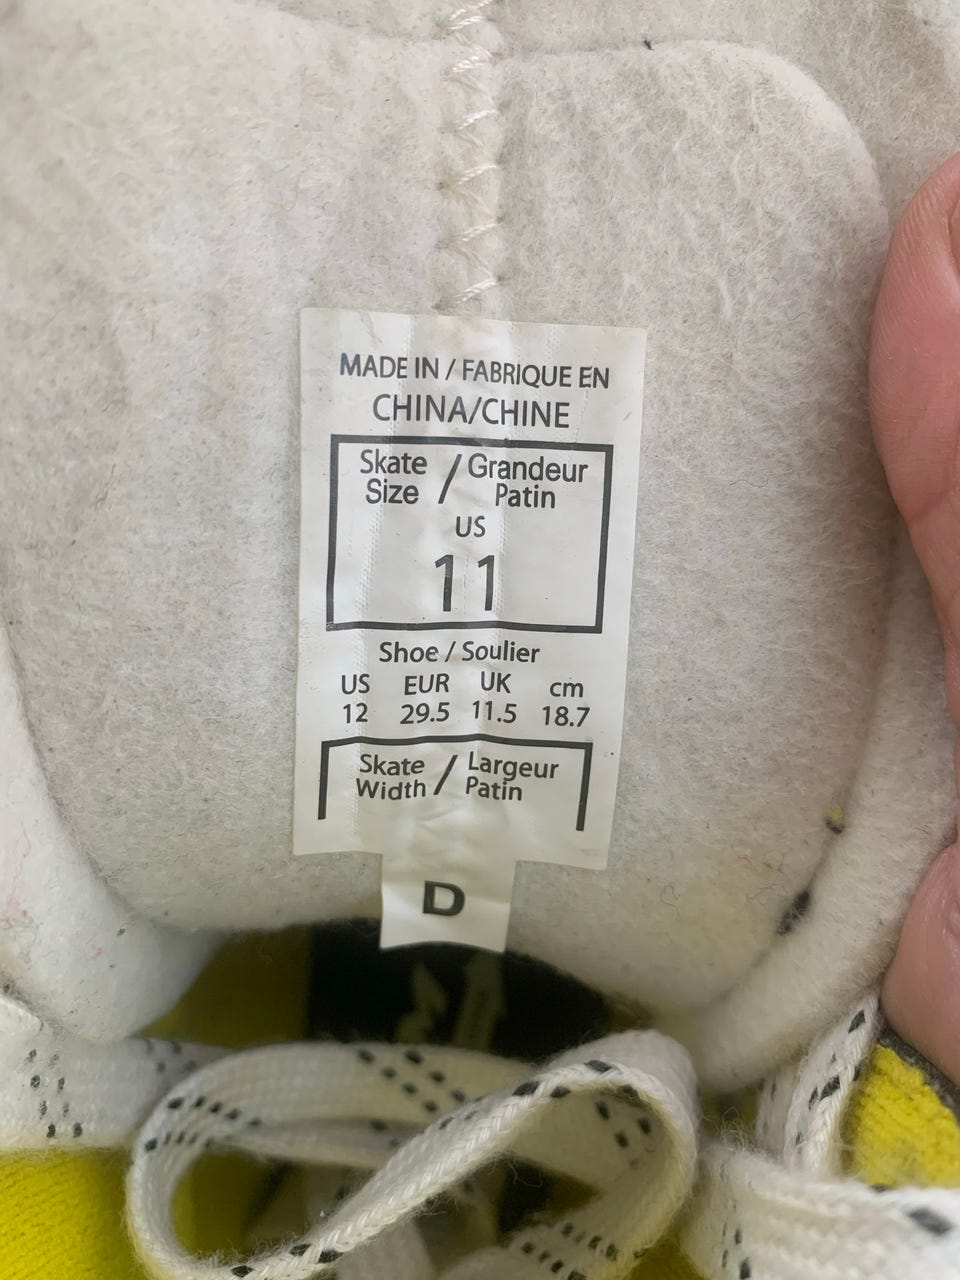 MADE IN / FABRIQUE EN
CHINA/CHINE
Skate / Grandeur
Size Patin
US
11
Shoe / Soulier
US EUR UK cm
12 29.5 11.5 18.7
Skate / Largeur
Width Patin
D